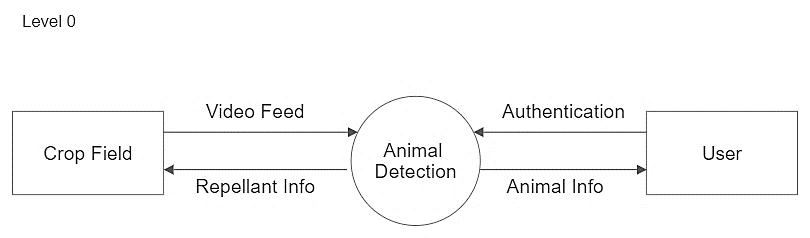 Level 0
Video Feed
Authentication
Crop Field
Animal
Detection
User
Repellant Info
Animal Info